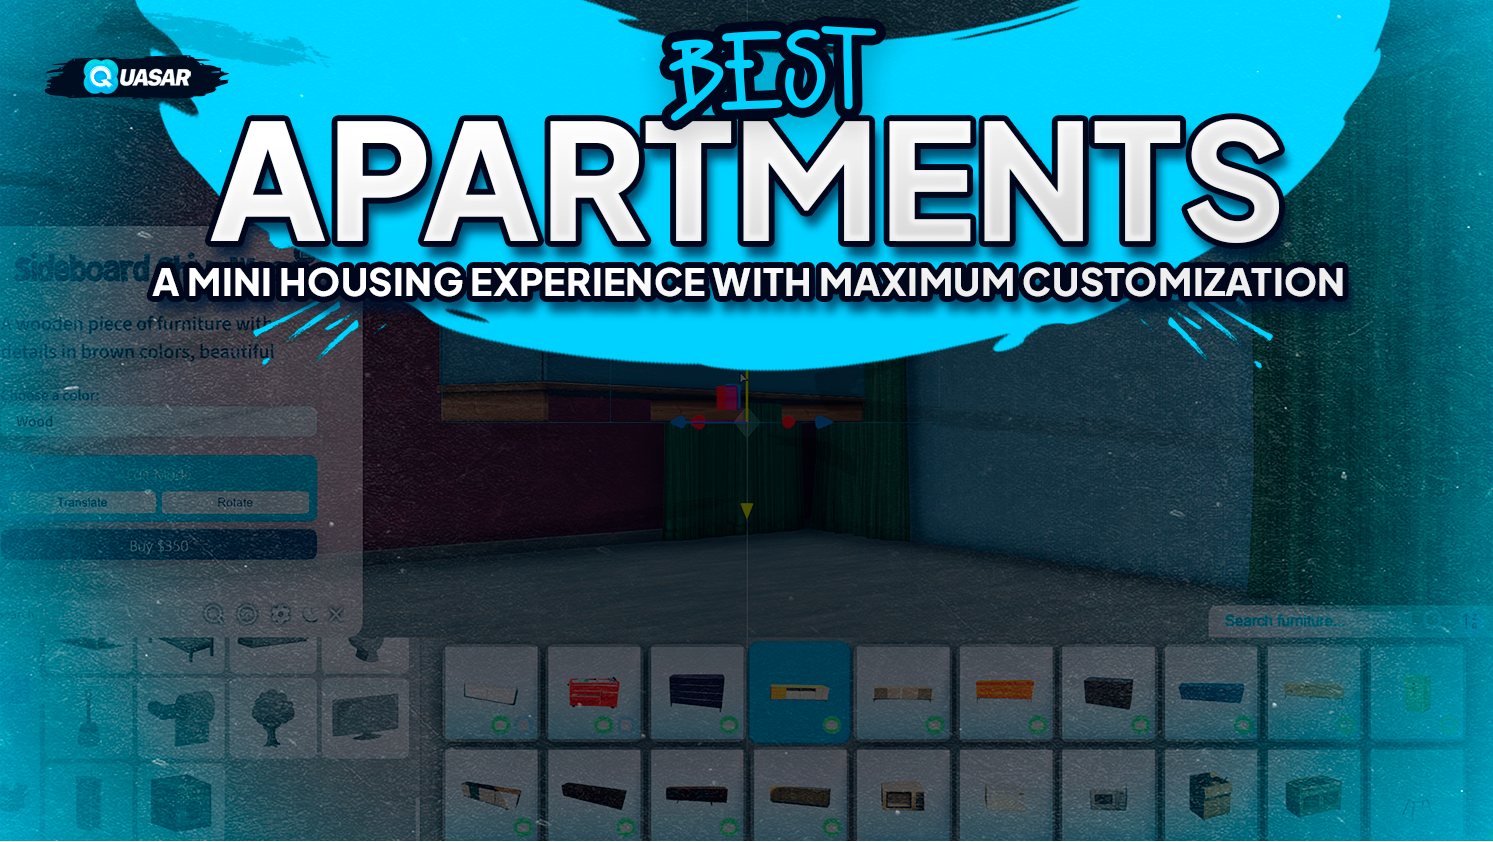 BEST
QUASAR
APARTMENTS
A MINI HOUSING EXPERIENCE WITH MAXIMUM CUSTOMIZATION
Sideboard
A wooden piece of furniture with
details in brown colors, beautiful
Choose a color:
Wood
Translate
Rotate
Buy $350
Search furniture...